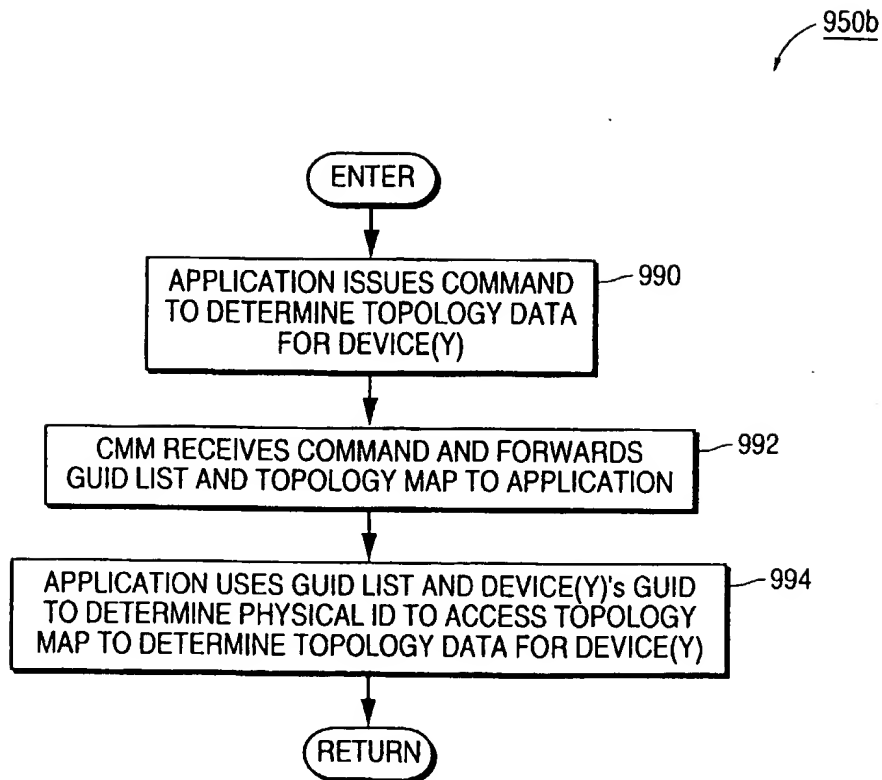 950b
ENTER
APPLICATION ISSUES COMMAND
TO DETERMINE TOPOLOGY DATA
FOR DEVICE(Y)
990
CMM RECEIVES COMMAND AND FORWARDS
GUID LIST AND TOPOLOGY MAP TO APPLICATION
992
APPLICATION USES GUID LIST AND DEVICE(Y)'s GUID
TO DETERMINE PHYSICAL ID TO ACCESS TOPOLOGY
MAP TO DETERMINE TOPOLOGY DATA FOR DEVICE(Y)
994
RETURN